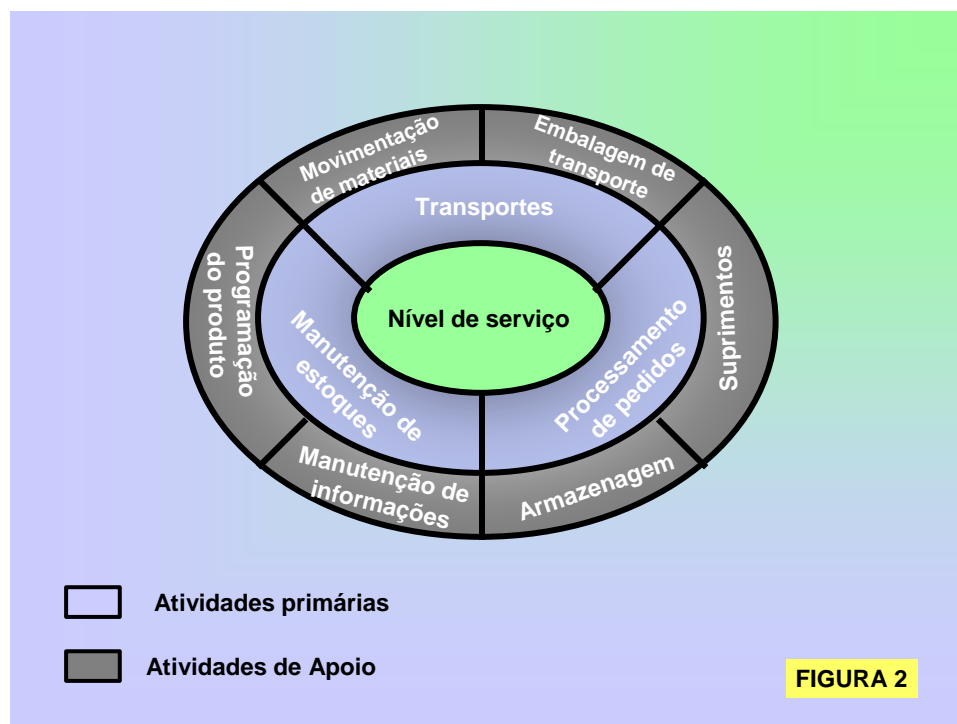 Movimentação
de materiais
Embalagem de
transporte
Transportes
Programação
do produto
Suprimentos
Nível de serviço
Manutenção de
estoques
Processamento
de pedidos
Manutenção de
informações
Armazenagem
Atividades primárias
Atividades de Apoio
FIGURA 2